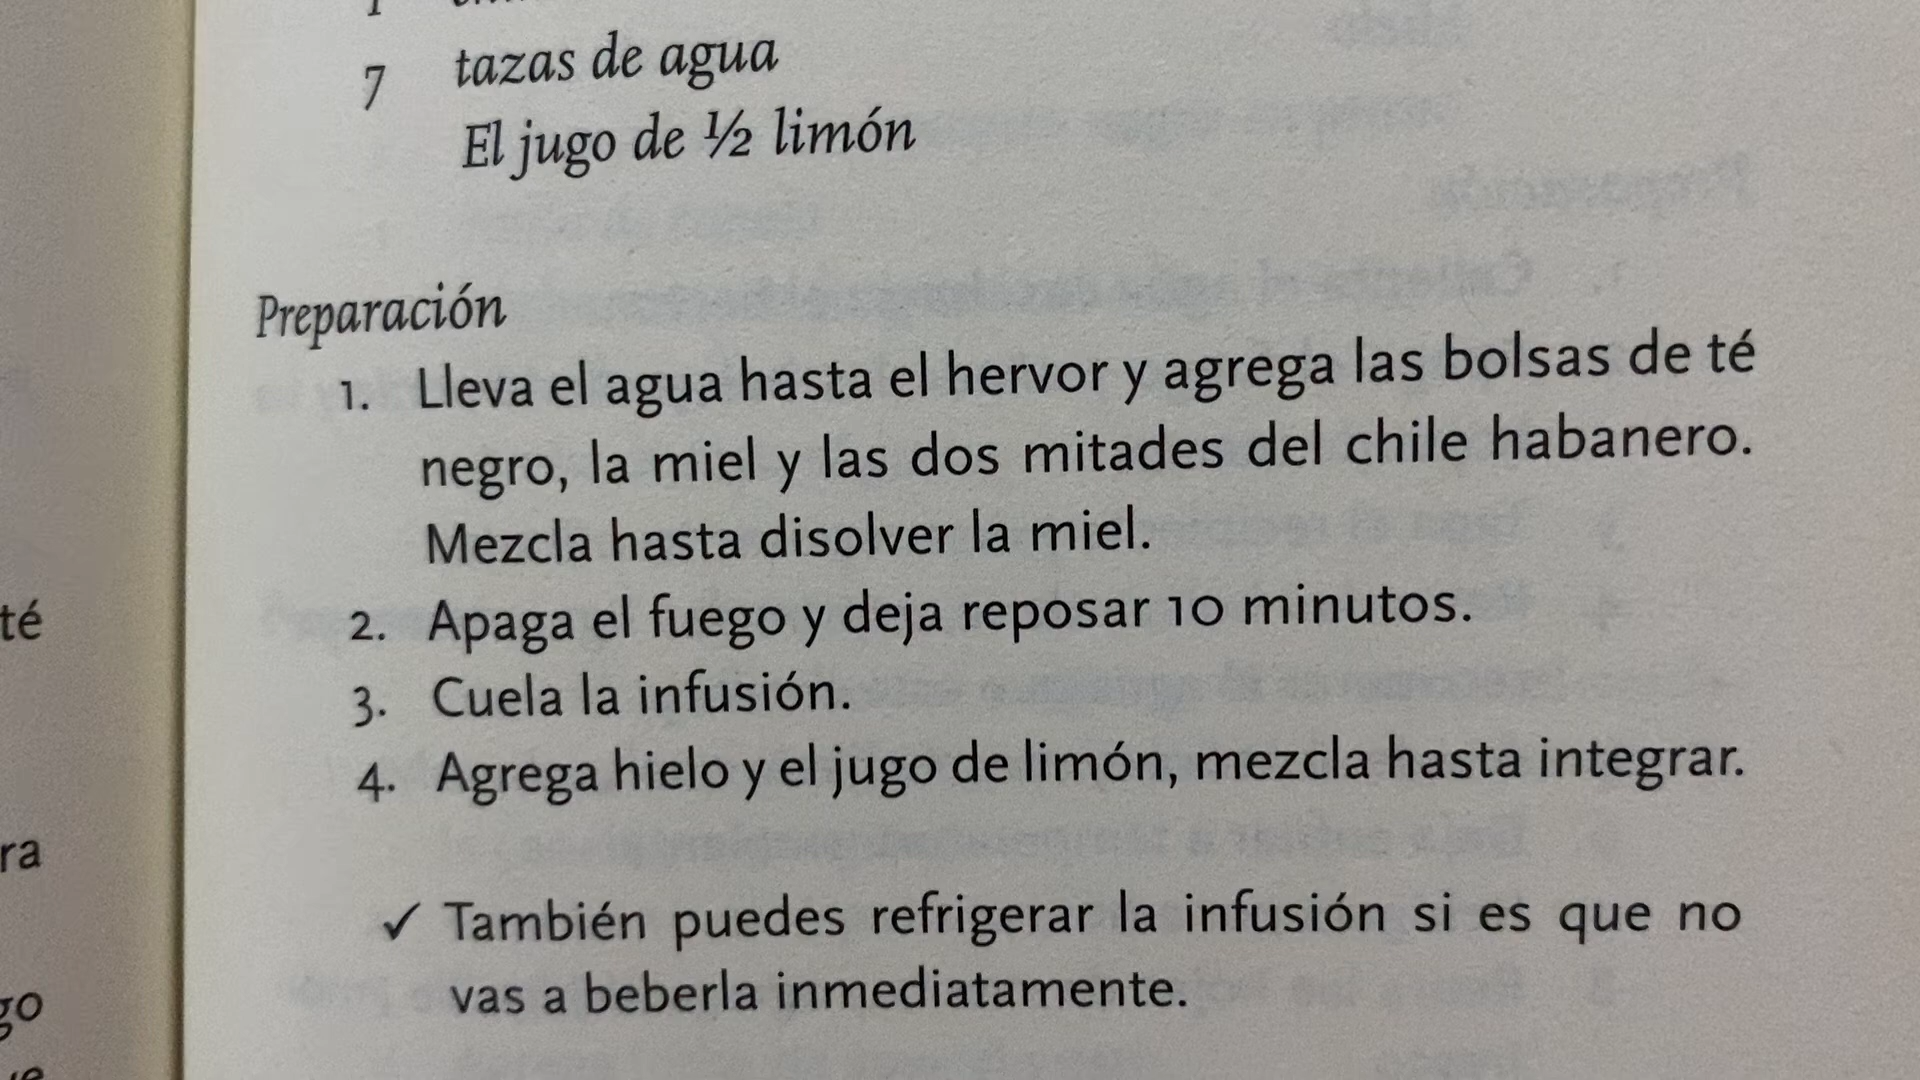 7 tazas de agua
El jugo de ½ limón
Preparación
1. Lleva el agua hasta el hervor y agrega las bolsas de té
negro, la miel y las dos mitades del chile habanero.
Mezcla hasta disolver la miel.
2. Apaga el fuego y deja reposar 10 minutos.
3. Cuela la infusión.
4. Agrega hielo y el jugo de limón, mezcla hasta integrar.
✓ También puedes refrigerar la infusión si es que no
vas a beberla inmediatamente.
té
ra
go